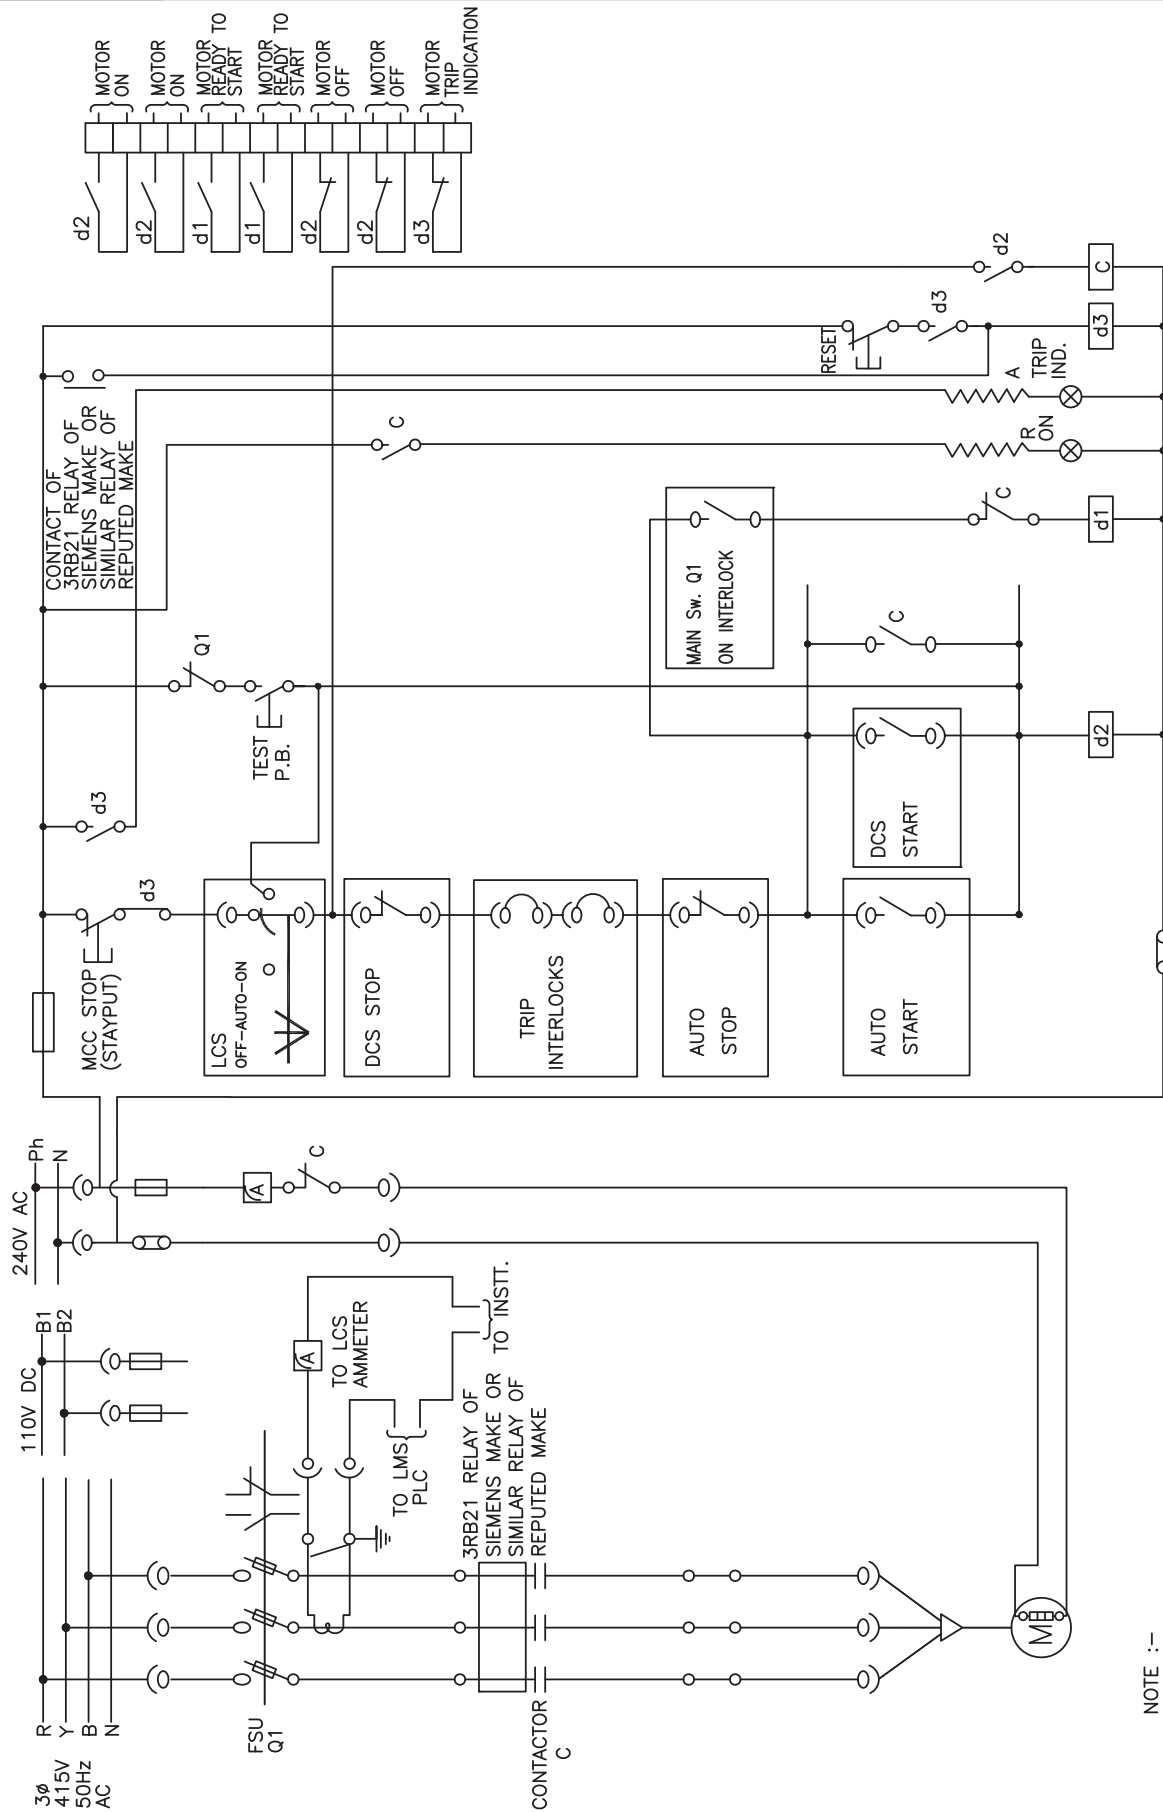 3ø
415V
50Hz
AC
R
Y
B
N
110V DC
B1
B2
240V AC
Ph
N
FSU
Q1
CONTACTOR
C
3RB21 RELAY OF
SIEMENS MAKE OR
SIMILAR RELAY OF
REPUTED MAKE
TO LMS
PLC
A
TO LCS
AMMETER
TO INSTT.
A
C
M
NOTE :-
MCC STOP
(STAYPUT)
d3
LCS
OFF-AUTO-ON
DCS STOP
TRIP
INTERLOCKS
AUTO
STOP
AUTO
START
d3
DCS
START
d2
TEST
P.B.
Q1
C
MAIN Sw. Q1
ON INTERLOCK
C
d1
CONTACT OF
3RB21 RELAY OF
SIEMENS MAKE OR
SIMILAR RELAY OF
REPUTED MAKE
C
R
ON
A
TRIP
IND.
RESET
d3
d3
d2
C
d2
d2
d1
d1
d2
d2
d3
MOTOR
ON
MOTOR
ON
MOTOR
READY TO
START
MOTOR
READY TO
START
MOTOR
OFF
MOTOR
OFF
MOTOR
TRIP
INDICATION